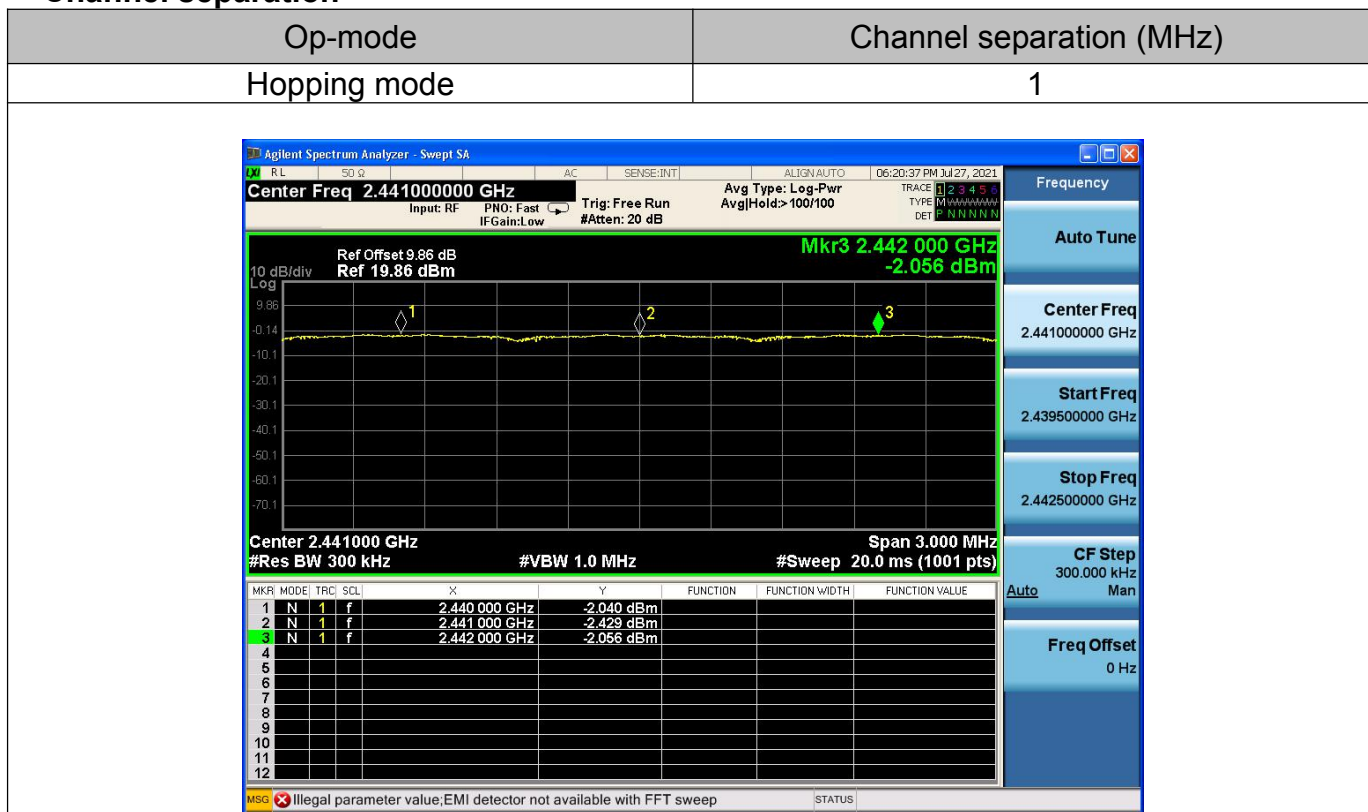 Channel separation
Op-mode Channel separation (MHz)
Hopping mode 1
Agilent Spectrum Analyzer - Swept SA
LXI RL 50 Ω AC SENSE:INT ALIGN AUTO 06:20:37 PM Jul 27, 2021
Center Freq 2.441000000 GHz
Input: RF PNO: Fast
IFGain:Low
Trig: Free Run
#Atten: 20 dB
Avg Type: Log-Pwr
Avg|Hold:>100/100
TRACE 1 2 3 4 5 6
TYPE M
DET P N N N N N
Ref Offset 9.86 dB
Mkr3 2.442 000 GHz
10 dB/div Ref 19.86 dBm -2.056 dBm
Log
9.86
-0.14
-10.1
-20.1
-30.1
-40.1
-50.1
-60.1
-70.1
1
2
3
Center 2.441000 GHz Span 3.000 MHz
#Res BW 300 kHz #VBW 1.0 MHz #Sweep 20.0 ms (1001 pts)
MKR MODE TRC SCL X Y FUNCTION FUNCTION WIDTH FUNCTION VALUE
1 N 1 f 2.440 000 GHz -2.040 dBm
2 N 1 f 2.441 000 GHz -2.429 dBm
3 N 1 f 2.442 000 GHz -2.056 dBm
4
5
6
7
8
9
10
11
12
MSG Illegal parameter value;EMI detector not available with FFT sweep STATUS
Frequency
Auto Tune
Center Freq
2.441000000 GHz
Start Freq
2.439500000 GHz
Stop Freq
2.442500000 GHz
CF Step
300.000 kHz
Auto Man
Freq Offset
0 Hz